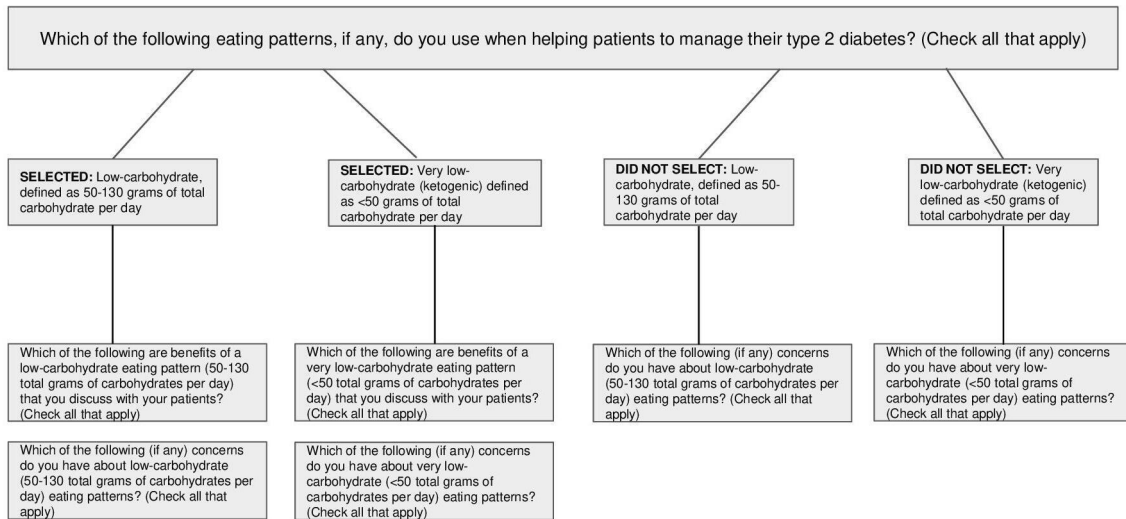 Which of the following eating patterns, if any, do you use when helping patients to manage their type 2 diabetes? (Check all that apply)
SELECTED: Low-carbohydrate,
defined as 50-130 grams of total
carbohydrate per day
SELECTED: Very low-
carbohydrate (ketogenic) defined
as <50 grams of total
carbohydrate per day
DID NOT SELECT: Low-
carbohydrate, defined as 50-
130 grams of total
carbohydrate per day
DID NOT SELECT: Very
low-carbohydrate (ketogenic)
defined as <50 grams of
total carbohydrate per day
Which of the following are benefits of a
low-carbohydrate eating pattern (50-130
total grams of carbohydrates per day)
that you discuss with your patients?
(Check all that apply)
Which of the following are benefits of a
very low-carbohydrate eating pattern
(<50 total grams of carbohydrates per
day) that you discuss with your patients?
(Check all that apply)
Which of the following (if any) concerns
do you have about low-carbohydrate
(50-130 total grams of carbohydrates per
day) eating patterns? (Check all that
apply)
Which of the following (if any) concerns
do you have about very low-
carbohydrate (<50 total grams of
carbohydrates per day) eating patterns?
(Check all that apply)
Which of the following (if any) concerns
do you have about low-carbohydrate
(50-130 total grams of carbohydrates per
day) eating patterns? (Check all that
apply)
Which of the following (if any) concerns
do you have about very low-
carbohydrate (<50 total grams of
carbohydrates per day) eating patterns?
(Check all that apply)